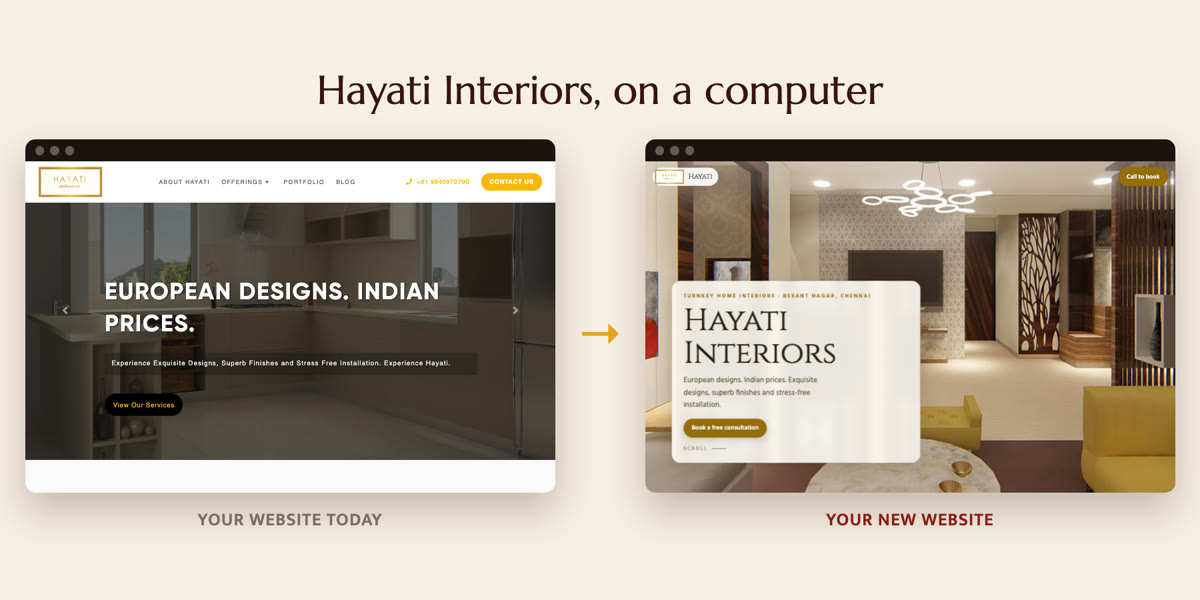 Hayati Interiors, on a computer
HAYATI
ABOUT HAYATI
OFFERINGS
PORTFOLIO
BLOG
+91 9840972790
CONTACT US
EUROPEAN DESIGNS. INDIAN
PRICES.
Experience Exquisite Designs, Superb Finishes and Stress Free Installation. Experience Hayati.
View Our Services
YOUR WEBSITE TODAY
HAYATI
Call to book
TURNKEY HOME INTERIORS · BESANT NAGAR, CHENNAI
HAYATI
INTERIORS
European designs. Indian prices. Exquisite
designs, superb finishes and stress-free
installation.
Book a free consultation
SCROLL
YOUR NEW WEBSITE